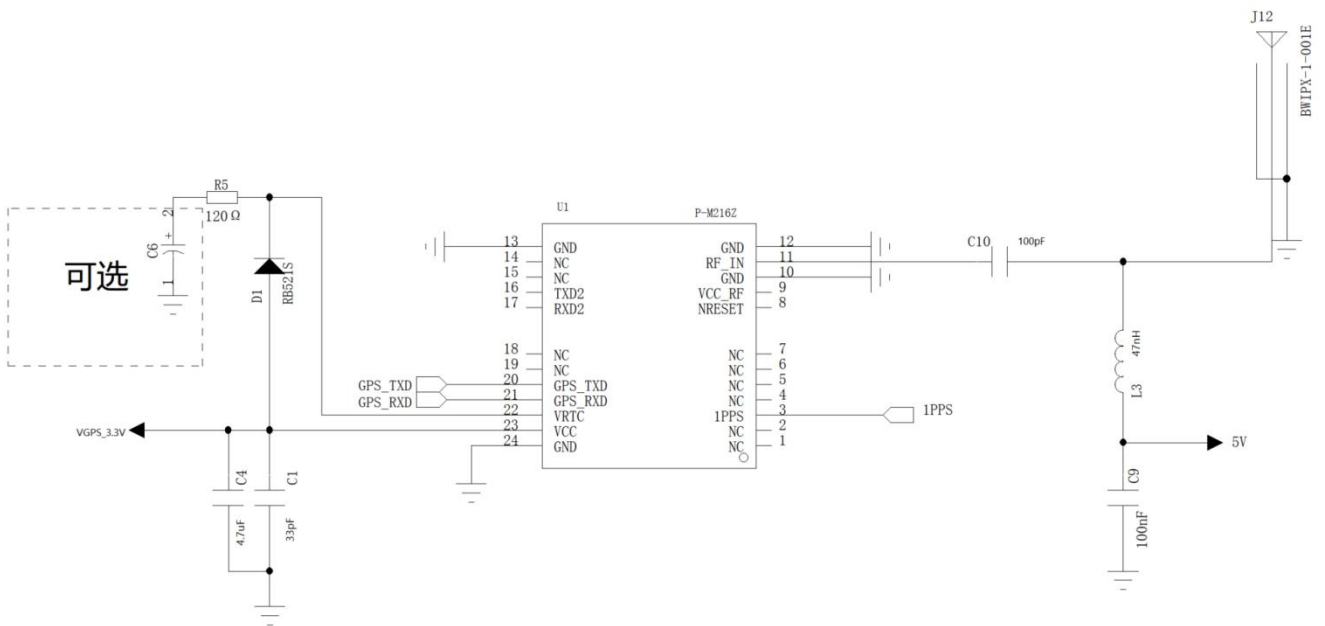 J12
BWIPX-1-001E
R5
120Ω
2
+
C6
1
可选
D1
RB521S
VGPS_3.3V
C4
4.7uF
C1
33pF
GPS_TXD
GPS_RXD
U1
P-M216Z
13 GND
14 NC
15 NC
16 TXD2
17 RXD2
18 NC
19 NC
20 GPS_TXD
21 GPS_RXD
22 VRTC
23 VCC
24 GND
GND 12
RF_IN 11
GND 10
VCC_RF 9
NRESET 8
NC 7
NC 6
NC 5
NC 4
1PPS 3
NC 2
NC 1
1PPS
C10
100pF
47nH
L3
5V
C9
100nF